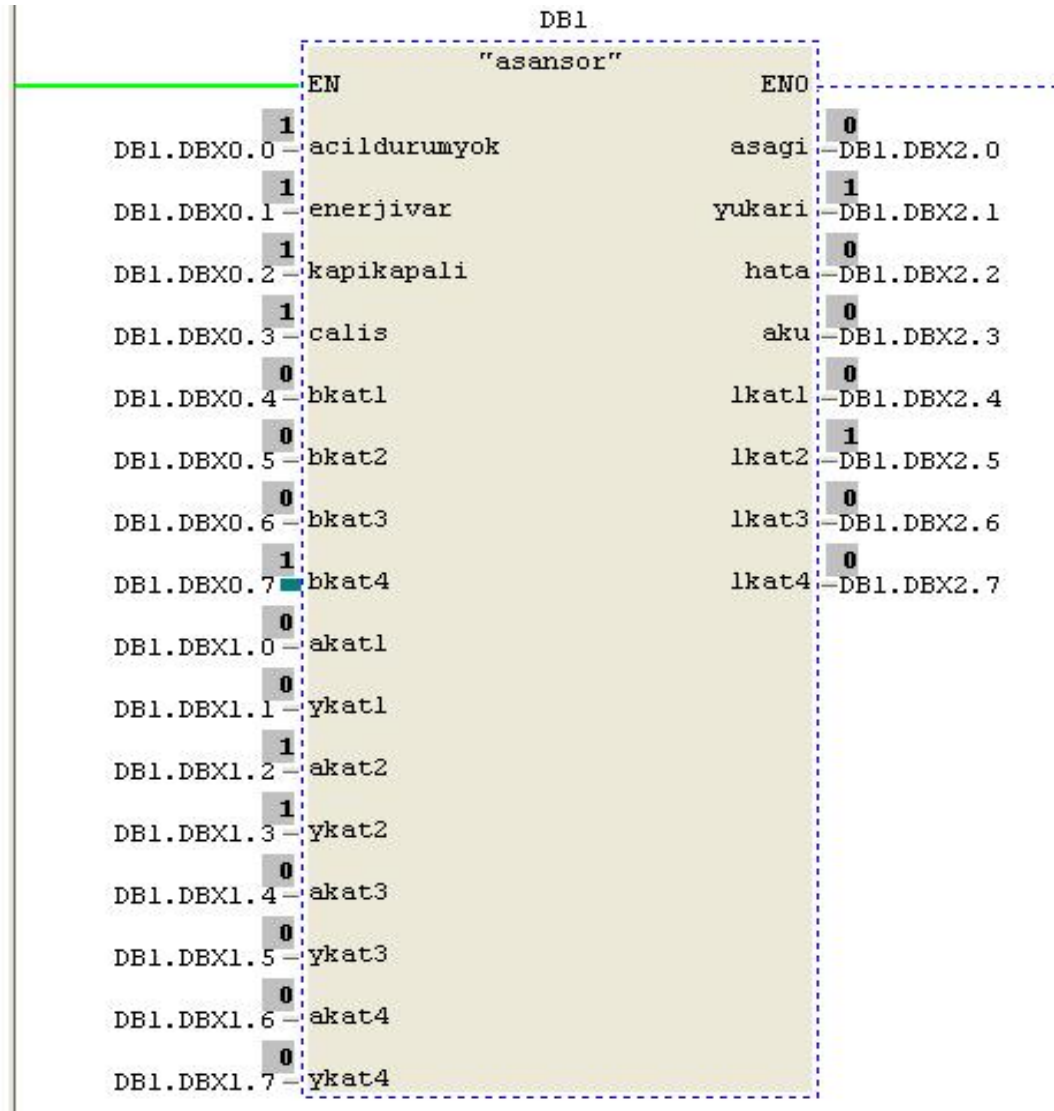 DB1
"asansor"
EN ENO
1 0
DB1.DBX0.0 acildurumyok asagi DB1.DBX2.0
1 1
DB1.DBX0.1 enerjivar yukari DB1.DBX2.1
1 0
DB1.DBX0.2 kapikapali hata DB1.DBX2.2
1 0
DB1.DBX0.3 calis aku DB1.DBX2.3
0 0
DB1.DBX0.4 bkat1 lkat1 DB1.DBX2.4
0 1
DB1.DBX0.5 bkat2 lkat2 DB1.DBX2.5
0 0
DB1.DBX0.6 bkat3 lkat3 DB1.DBX2.6
1 0
DB1.DBX0.7 bkat4 lkat4 DB1.DBX2.7
0
DB1.DBX1.0 akat1
0
DB1.DBX1.1 ykat1
1
DB1.DBX1.2 akat2
1
DB1.DBX1.3 ykat2
0
DB1.DBX1.4 akat3
0
DB1.DBX1.5 ykat3
0
DB1.DBX1.6 akat4
0
DB1.DBX1.7 ykat4